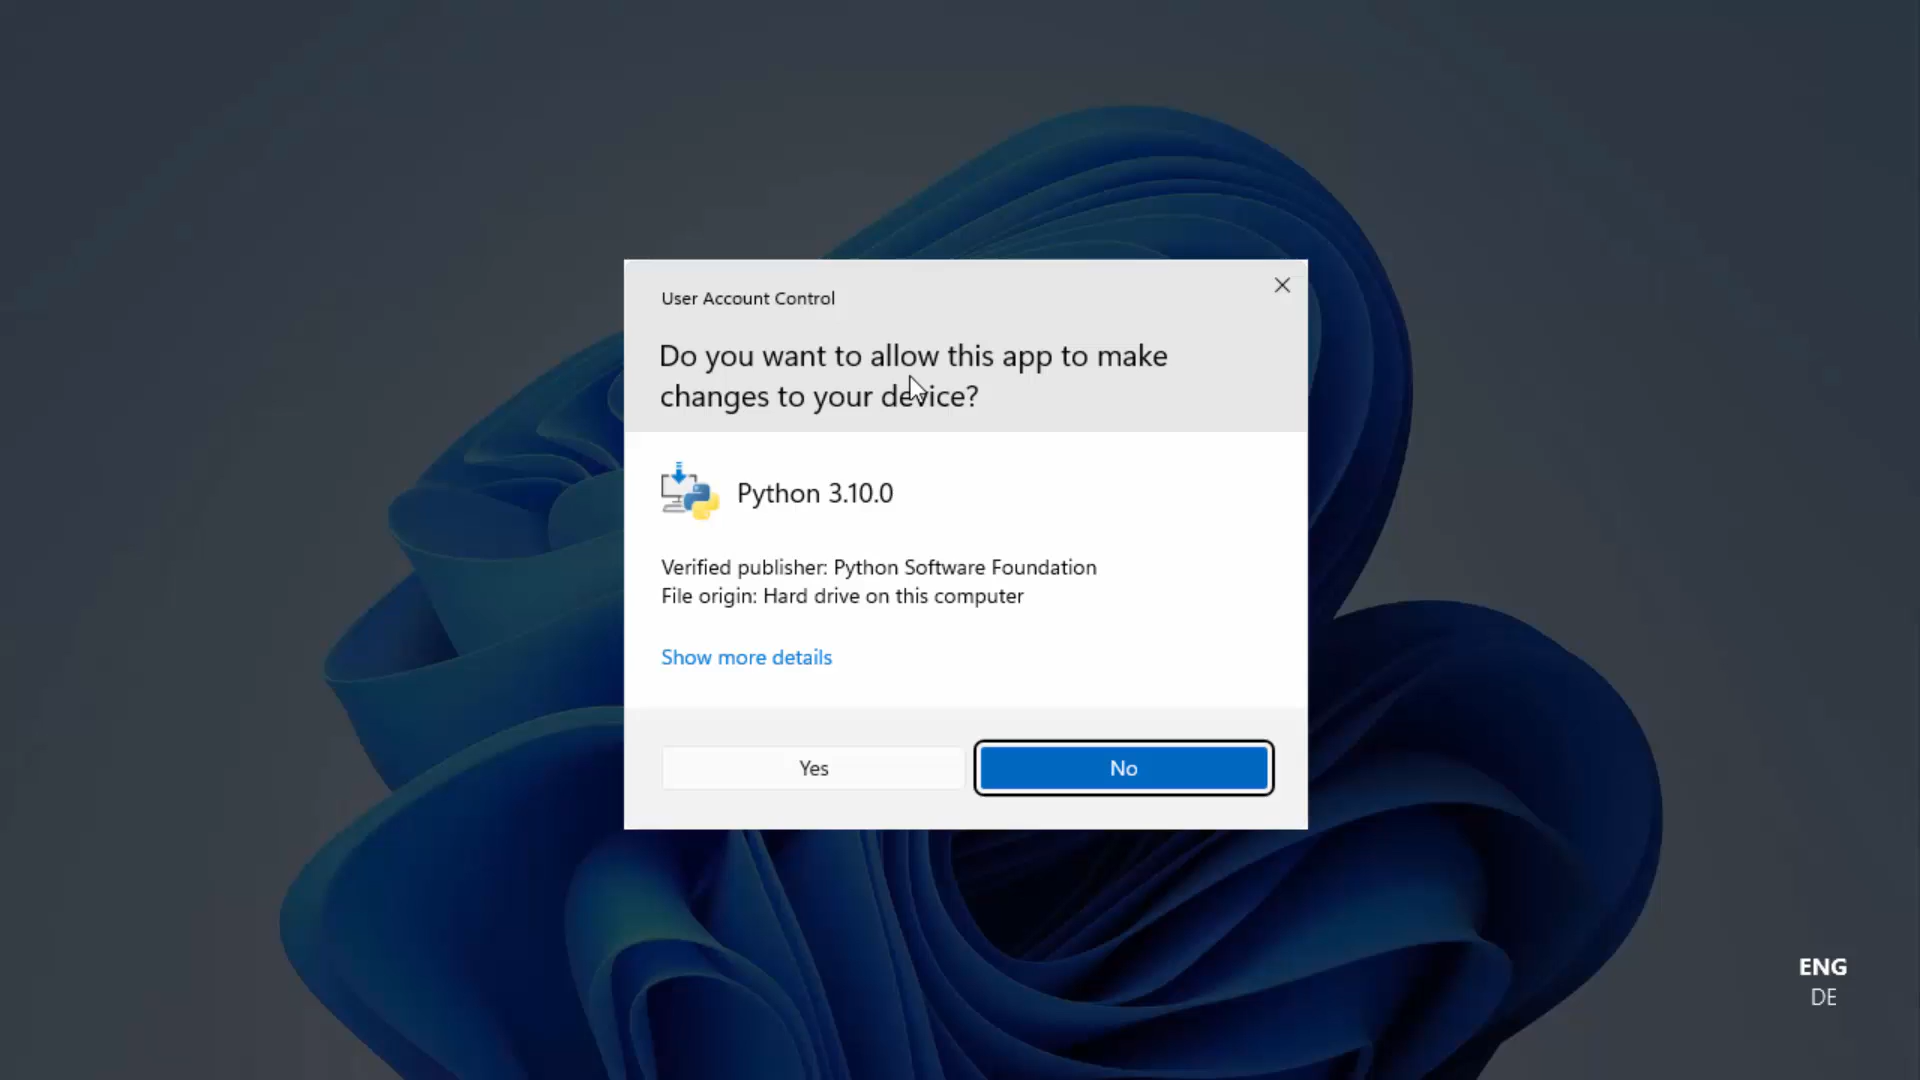 User Account Control
Do you want to allow this app to make
changes to your device?
Python 3.10.0
Verified publisher: Python Software Foundation
File origin: Hard drive on this computer
Show more details
Yes
No
ENG
DE